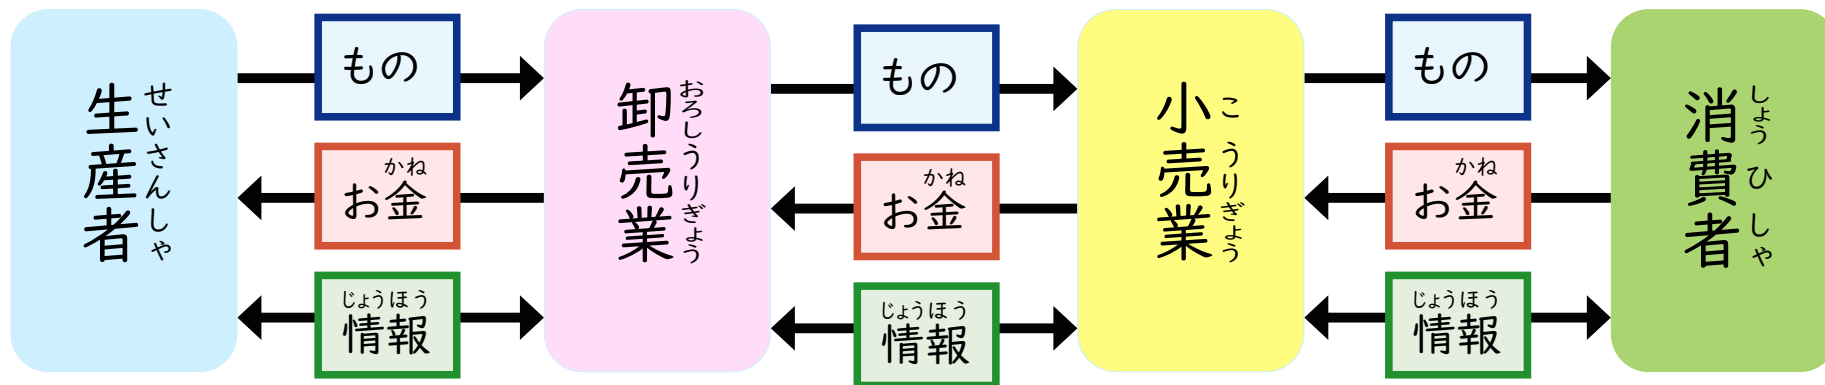 生産者
せいさんしゃ
もの
お金
かね
情報
じょうほう
卸売業
おろしうりぎょう
もの
お金
かね
情報
じょうほう
小売業
こうりぎょう
もの
お金
かね
情報
じょうほう
消費者
しょうひしゃ